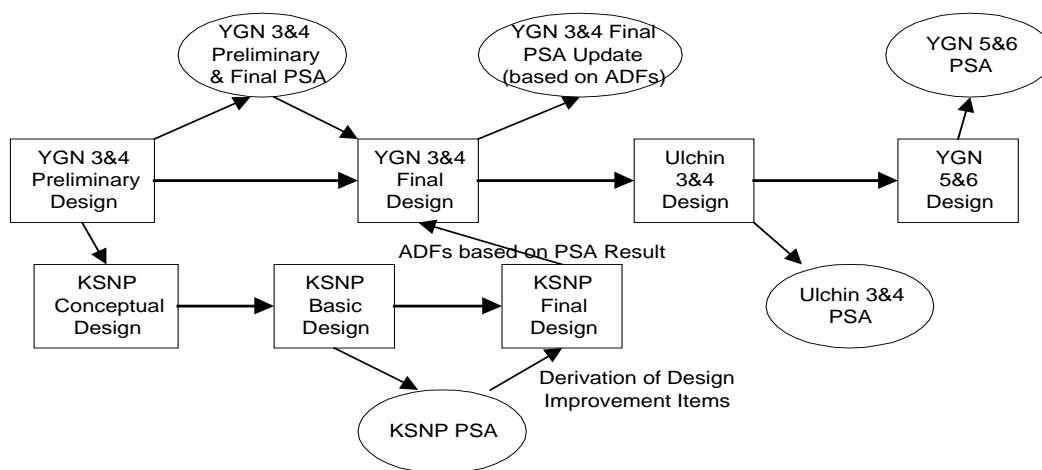 YGN 3&4
Preliminary
& Final PSA
YGN 3&4 Final
PSA Update
(based on ADFs)
YGN 5&6
PSA
YGN 3&4
Preliminary
Design
YGN 3&4
Final
Design
Ulchin
3&4
Design
YGN
5&6
Design
ADFs based on PSA Result
KSNP
Conceptual
Design
KSNP
Basic
Design
KSNP
Final
Design
Ulchin 3&4
PSA
Derivation of Design
Improvement Items
KSNP PSA